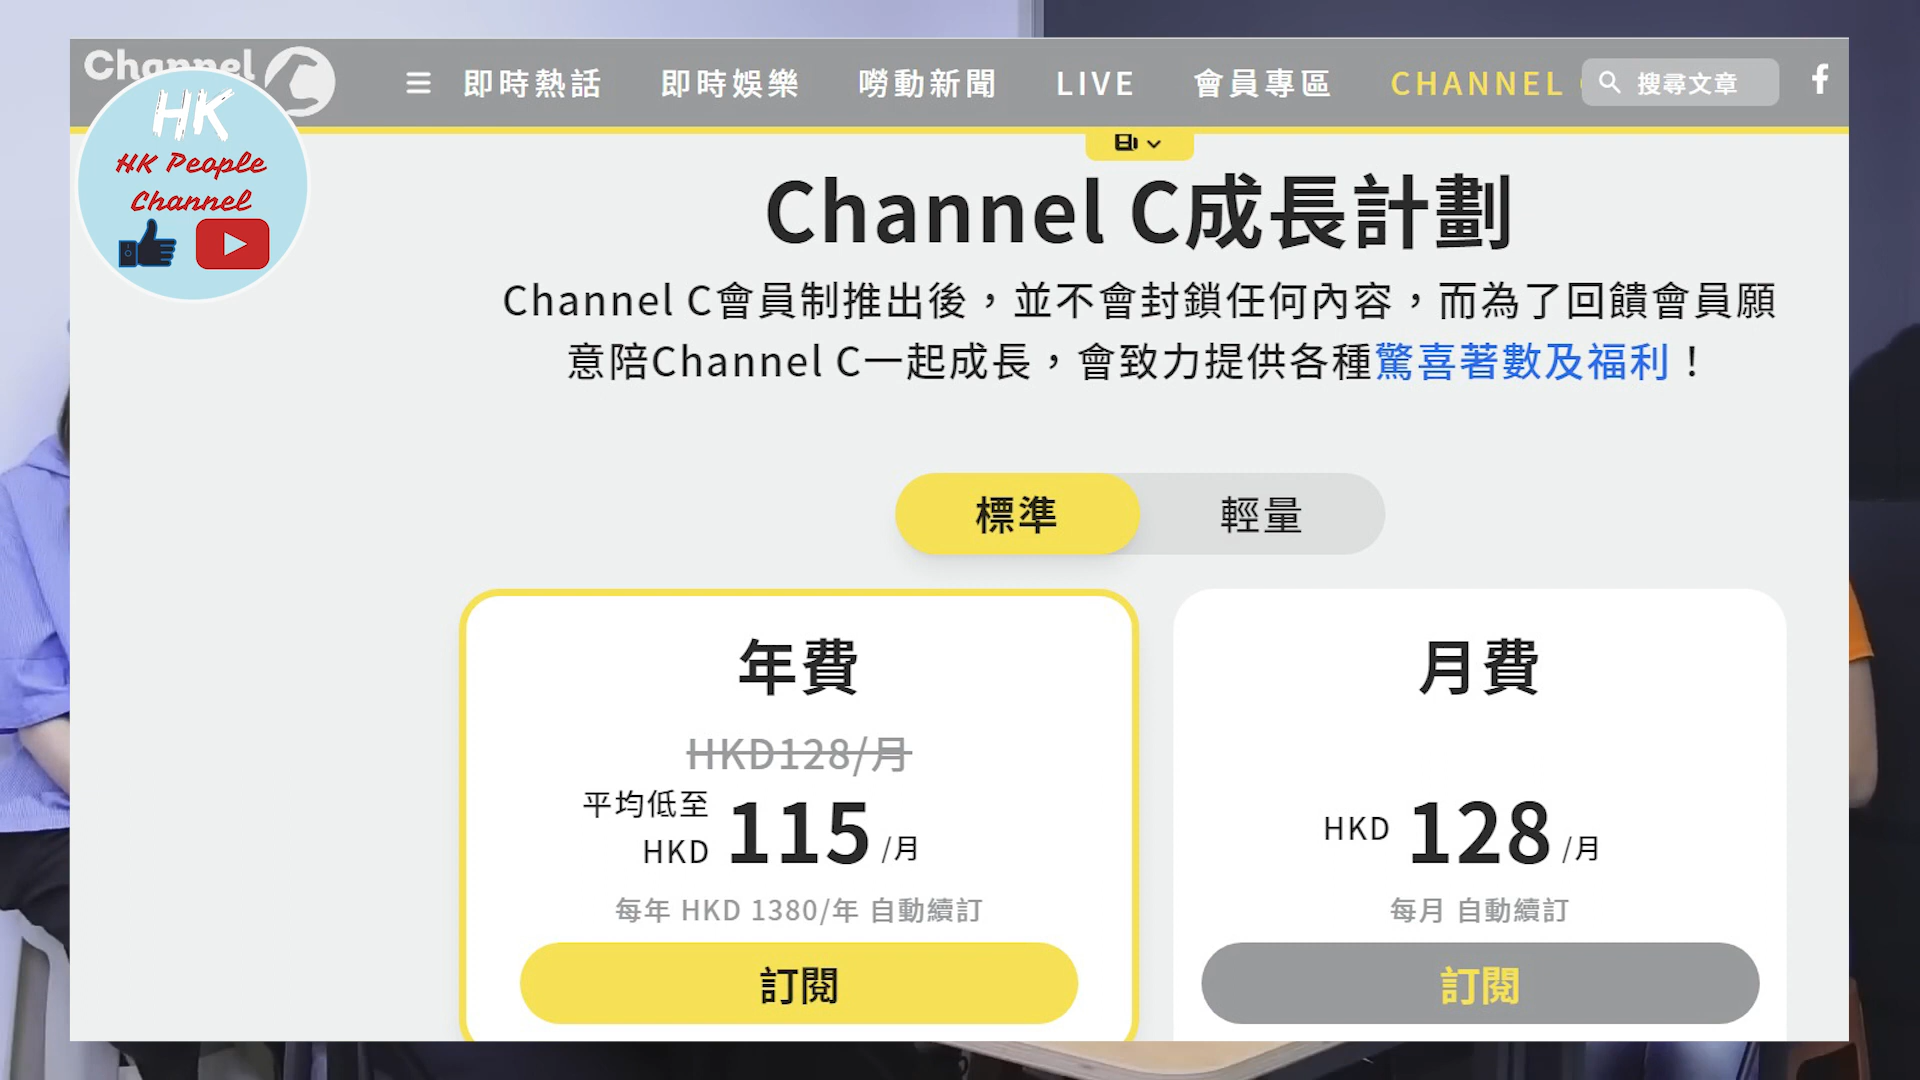 Channel
即時熱話 即時娛樂 嘮動新聞 LIVE 會員專區 CHANNEL 搜尋文章
HK
HK People
Channel
Channel C成長計劃
Channel C會員制推出後，並不會封鎖任何內容，而為了回饋會員願
意陪Channel C一起成長，會致力提供各種驚喜著數及福利！
標準 輕量
年費
HKD128/月
平均低至
HKD 115 /月
每年 HKD 1380/年 自動續訂
訂閱
月費
HKD 128 /月
每月 自動續訂
訂閱